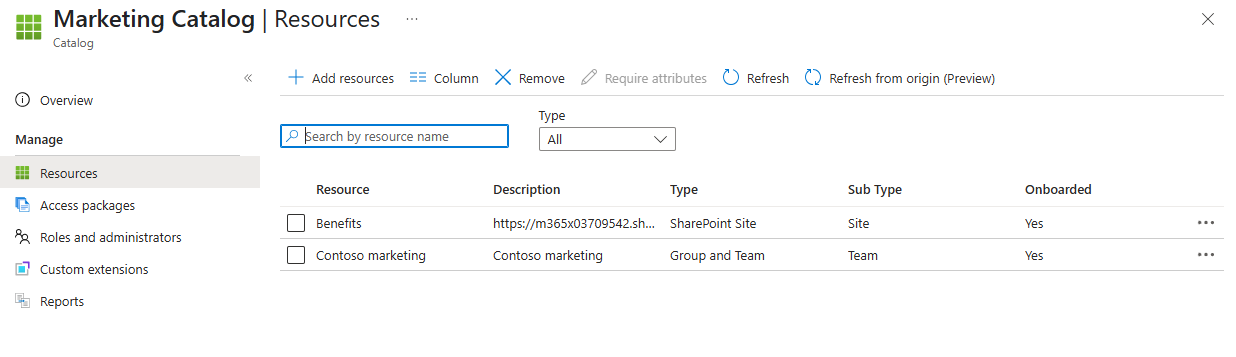 Marketing Catalog | Resources ...
Catalog
Overview
Manage
Resources
Access packages
Roles and administrators
Custom extensions
Reports
Add resources Column Remove Require attributes Refresh Refresh from origin (Preview)
Type
Search by resource name All
Resource Description Type Sub Type Onboarded
Benefits https://m365x03709542.sh... SharePoint Site Site Yes
Contoso marketing Contoso marketing Group and Team Team Yes